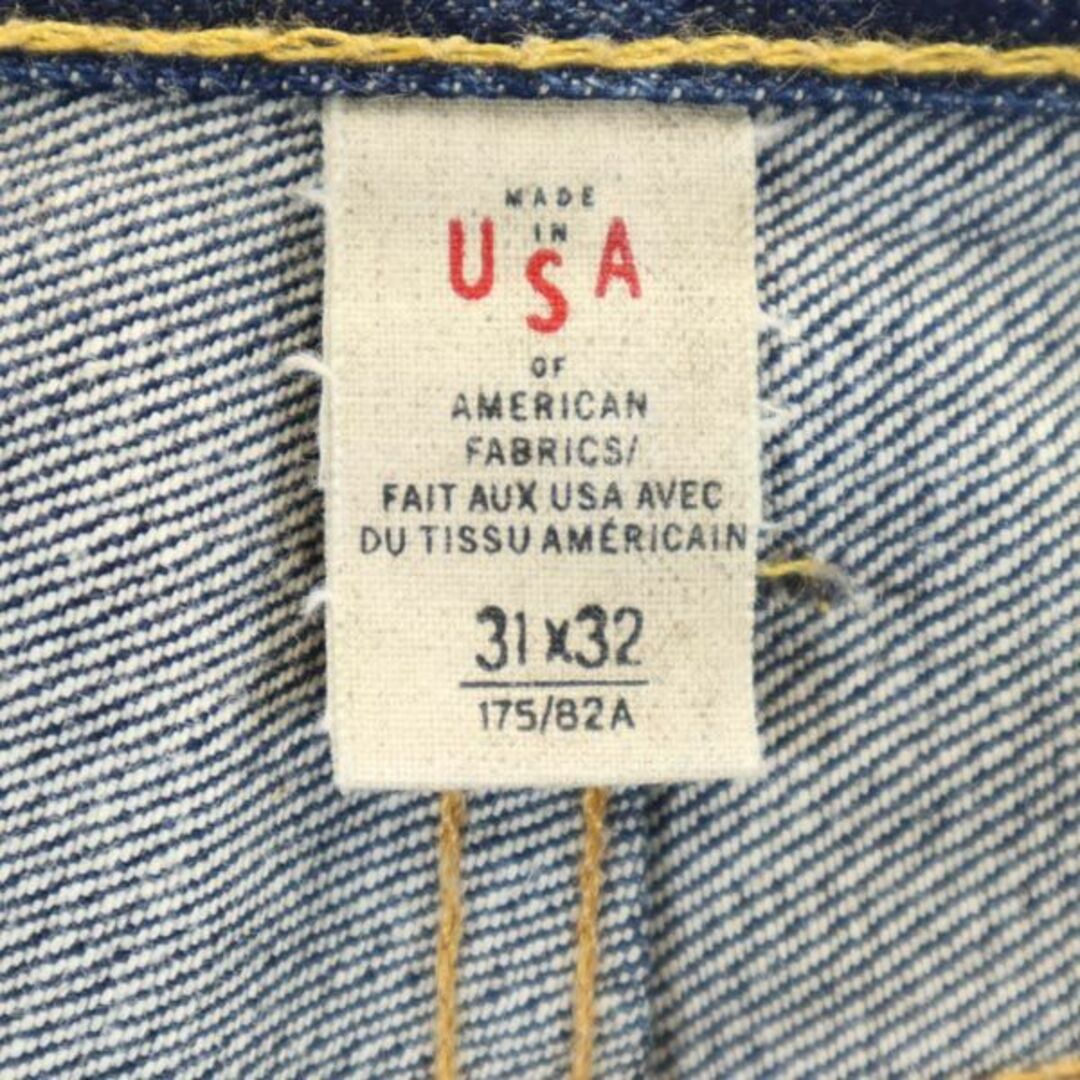 MADE
IN
USA
OF
AMERICAN
FABRICS/
FAIT AUX USA AVEC
DU TISSU AMÉRICAIN
31 x 32
175/82A